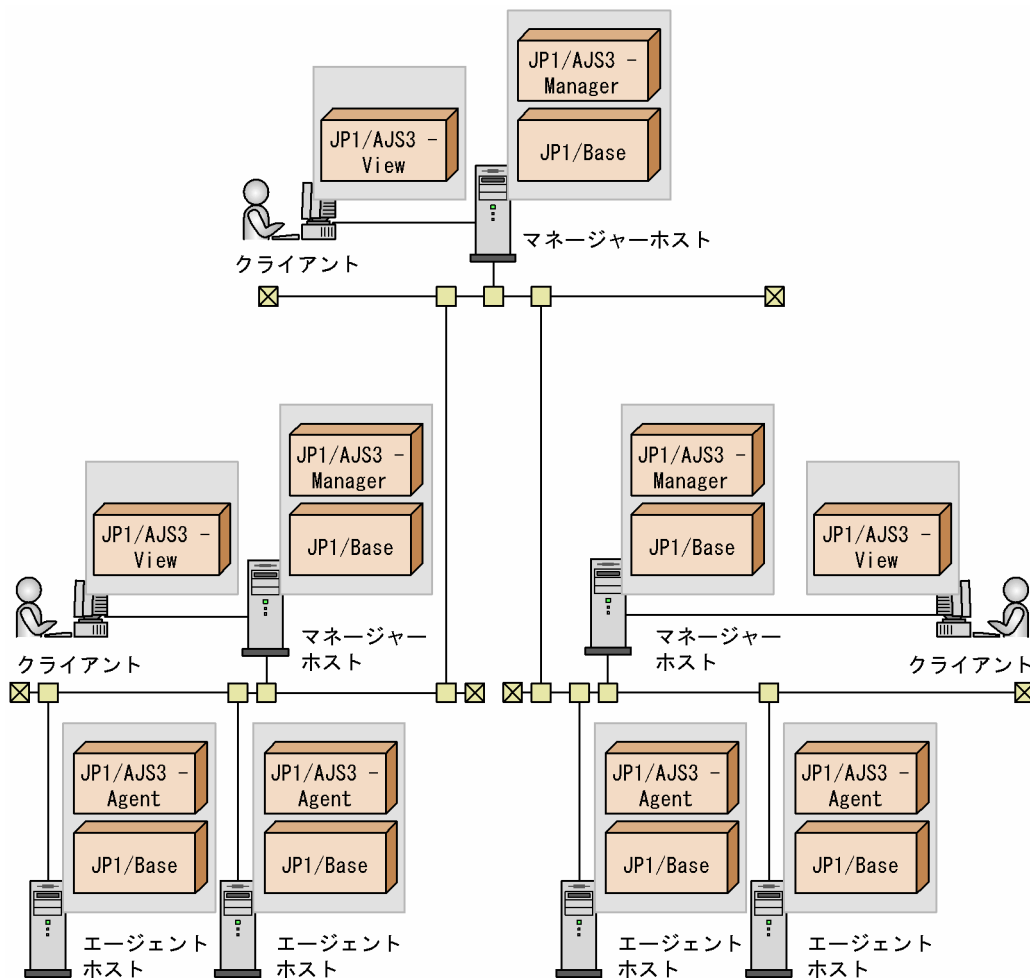 JP1/AJS3 -
Manager
JP1/Base
JP1/AJS3 -
View
マネージャーホスト
クライアント
JP1/AJS3 -
Manager
JP1/Base
JP1/AJS3 -
View
マネージャー
ホスト
クライアント
JP1/AJS3 -
Manager
JP1/Base
JP1/AJS3 -
View
マネージャー
ホスト
クライアント
JP1/AJS3 -
Agent
JP1/Base
エージェント
ホスト
JP1/AJS3 -
Agent
JP1/Base
エージェント
ホスト
JP1/AJS3 -
Agent
JP1/Base
エージェント
ホスト
JP1/AJS3 -
Agent
JP1/Base
エージェント
ホスト